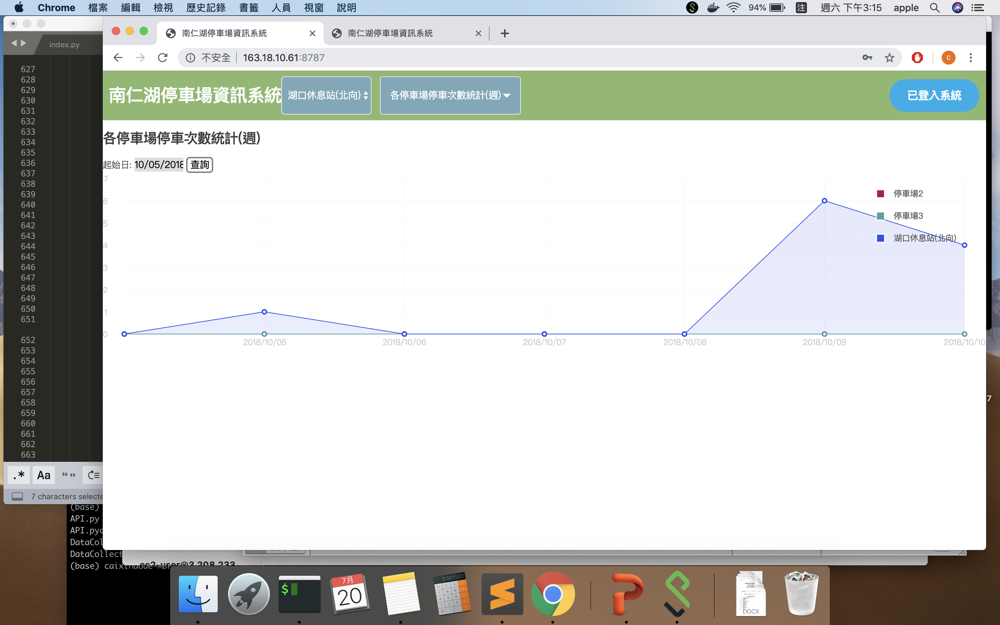 Chrome 檔案 編輯 檢視 歷史記錄 書籤 人員 視窗 說明 94% 注 週六 下午3:15 apple
index.py
南仁湖停車場資訊系統 南仁湖停車場資訊系統
不安全 163.18.10.61:8787 c
南仁湖停車場資訊系統 湖口休息站(北向) 各停車場停車次數統計(週) 已登入系統
各停車場停車次數統計(週)
起始日: 10/05/2018 查詢
7
6
5
4
3
2
1
0
停車場2
停車場3
湖口休息站(北向)
2018/10/05 2018/10/06 2018/10/07 2018/10/08 2018/10/09 2018/10/10
627
628
629
630
631
632
633
634
635
636
637
638
639
640
641
642
643
644
645
646
647
648
649
650
651
652
653
654
655
656
657
658
659
660
661
662
663
7
.* Aa “ ”
7 characters selecte
(base)
API.py
API.pyc
DataCol
DataCollect
(base) caixinaode-MBP
ec2-user@3.208.233
$
7月
20
3.141593
DOCX